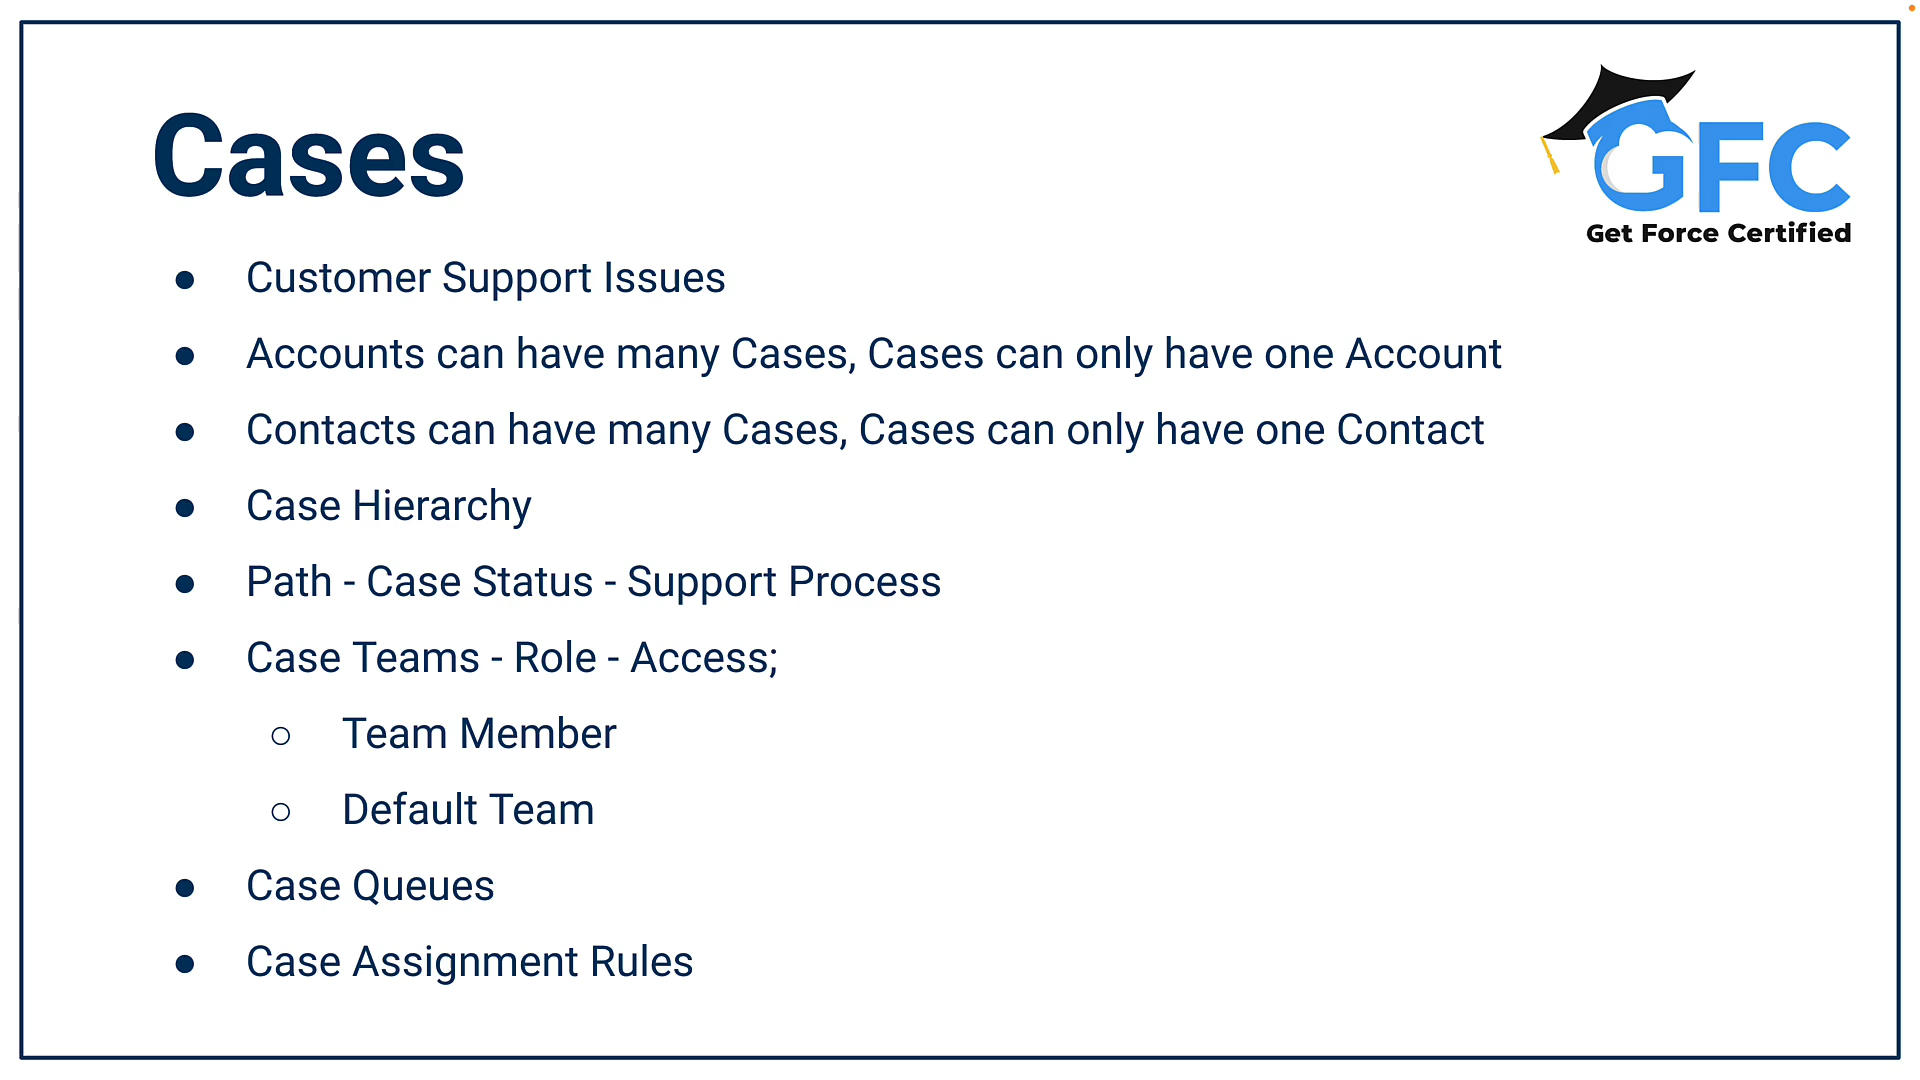 Cases
GFC
Get Force Certified
● Customer Support Issues
● Accounts can have many Cases, Cases can only have one Account
● Contacts can have many Cases, Cases can only have one Contact
● Case Hierarchy
● Path - Case Status - Support Process
● Case Teams - Role - Access;
○ Team Member
○ Default Team
● Case Queues
● Case Assignment Rules